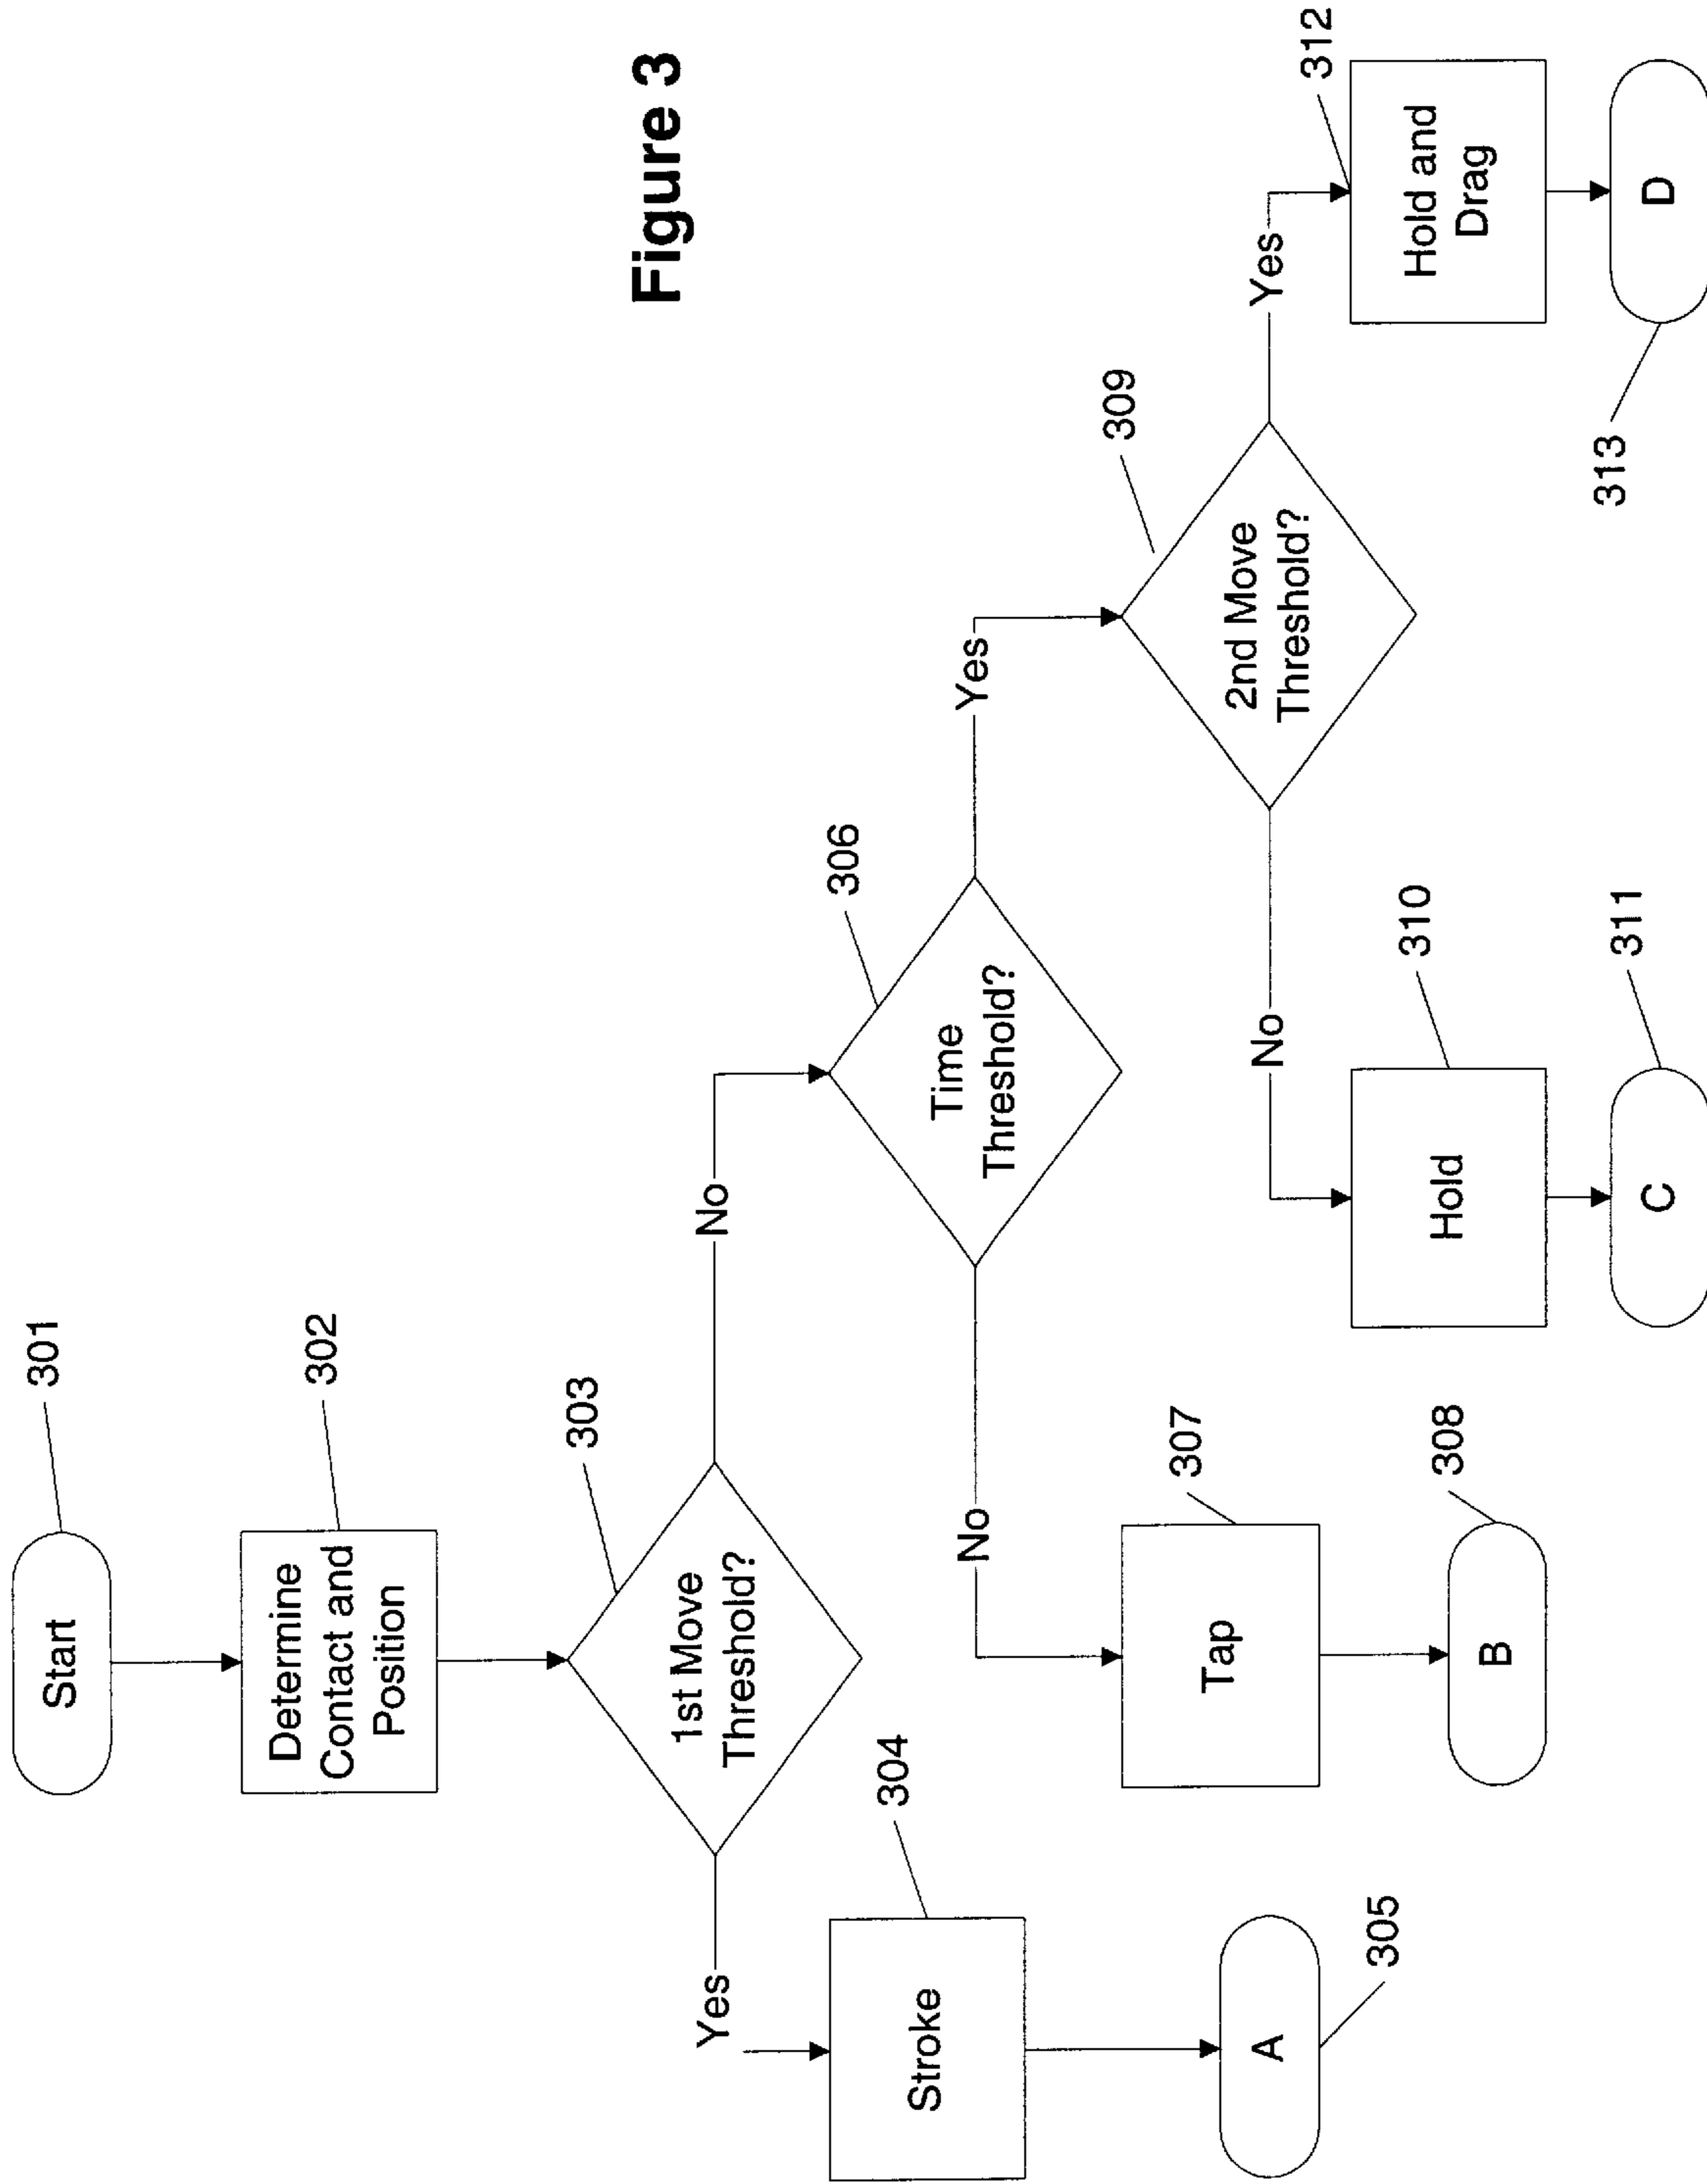 Figure 3
Start
301
Determine
Contact and
Position
302
1st Move
Threshold?
303
Yes
No
Stroke
304
A
305
Time
Threshold?
306
No
Yes
Tap
307
B
308
2nd Move
Threshold?
309
No
Yes
Hold
310
C
311
Hold and
Drag
312
D
313